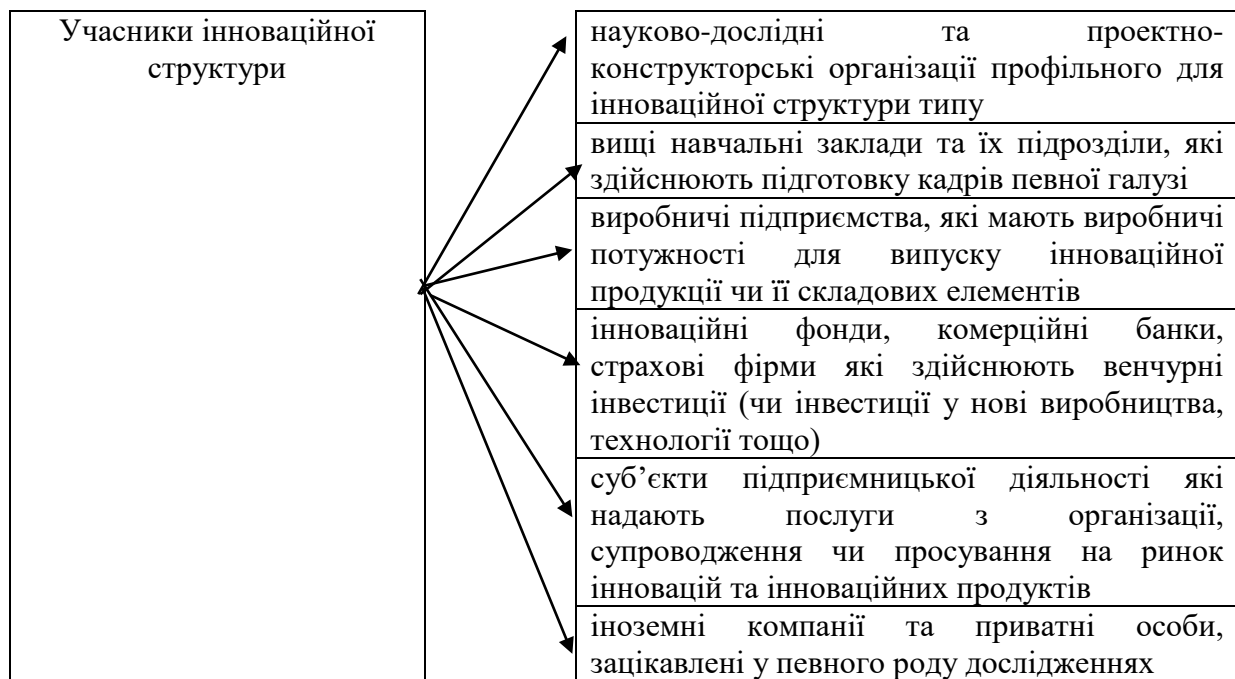 Учасники інноваційної
структури
науково-дослідні та проектно-
конструкторські організації профільного для
інноваційної структури типу
вищі навчальні заклади та їх підрозділи, які
здійснюють підготовку кадрів певної галузі
виробничі підприємства, які мають виробничі
потужності для випуску інноваційної
продукції чи її складових елементів
інноваційні фонди, комерційні банки,
страхові фірми які здійснюють венчурні
інвестиції (чи інвестиції у нові виробництва,
технології тощо)
суб’єкти підприємницької діяльності які
надають послуги з організації,
супроводження чи просування на ринок
інновацій та інноваційних продуктів
іноземні компанії та приватні особи,
зацікавлені у певного роду дослідженнях